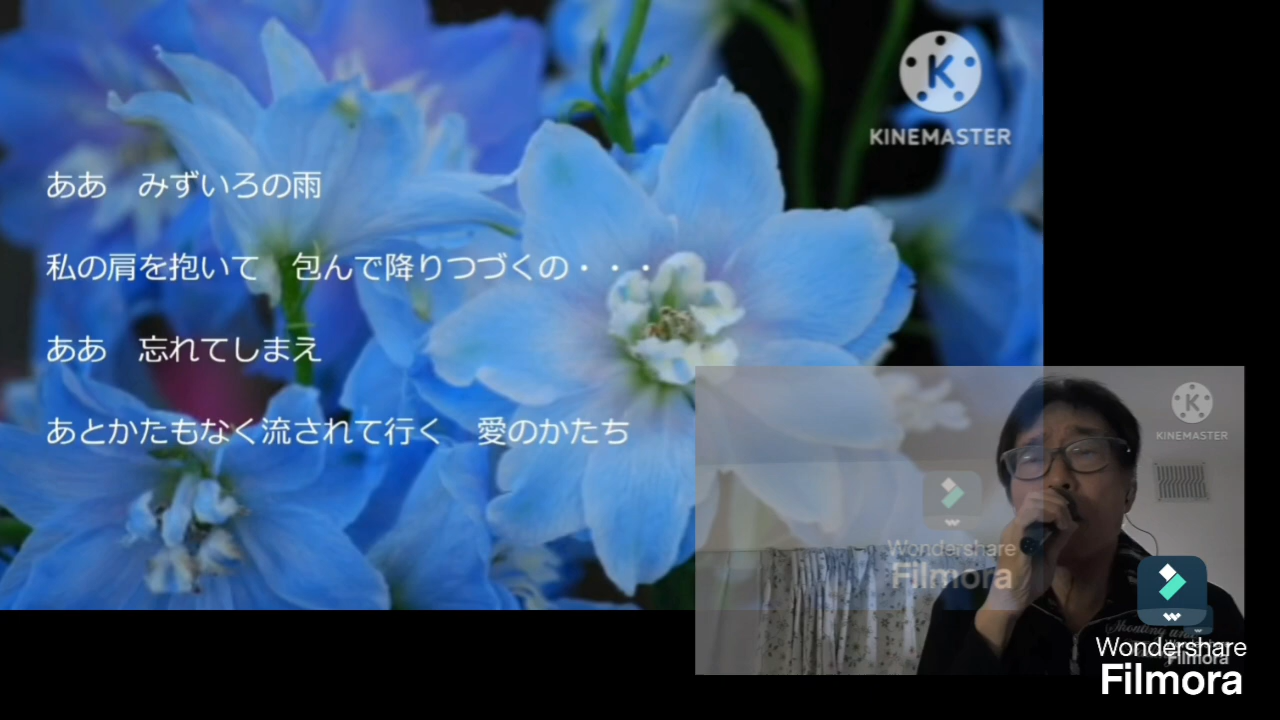 KINEMASTER
ああ　みずいろの雨
私の肩を抱いて　包んで降りつづくの・・・
ああ　忘れてしまえ
あとかたもなく流されて行く　愛のかたち
KINEMASTER
Wondershare
Filmora
Shouting
Wondershare
Filmora
Filmora